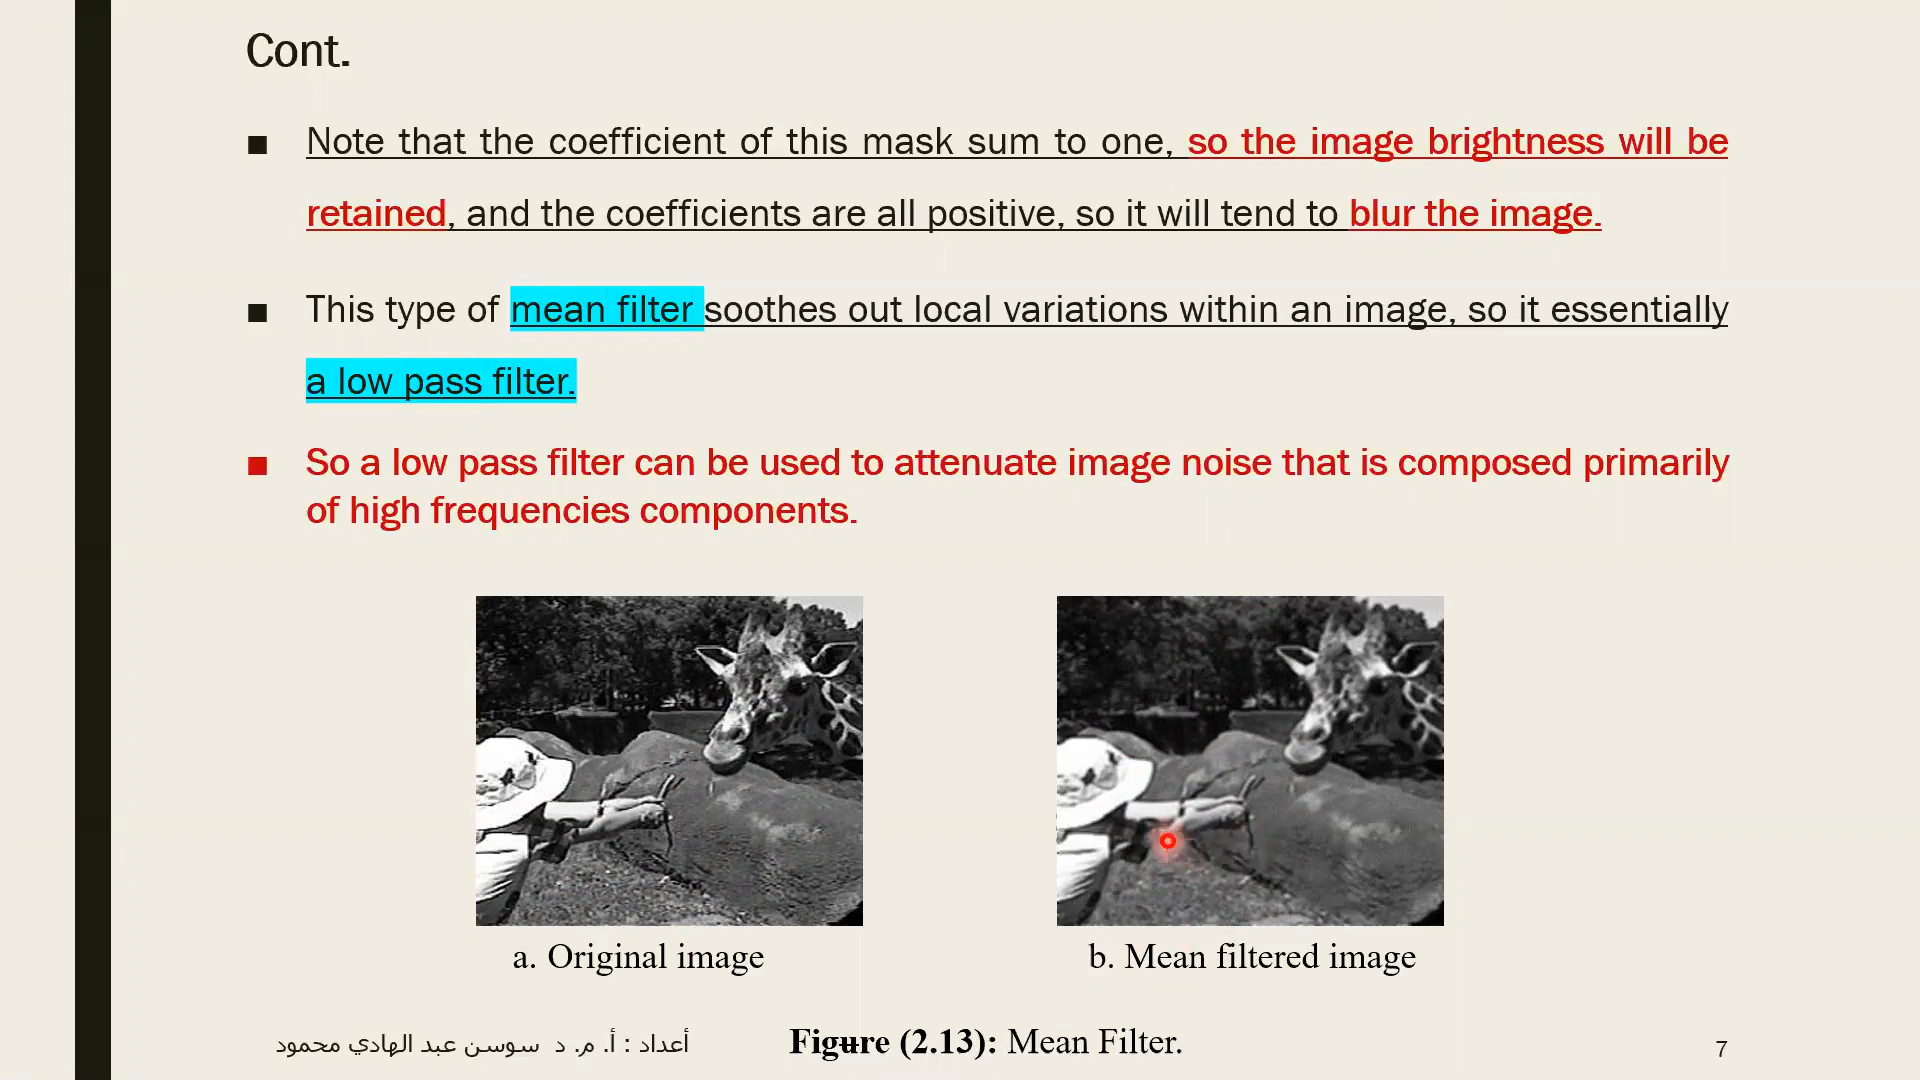 Cont.
Note that the coefficient of this mask sum to one, so the image brightness will be
retained, and the coefficients are all positive, so it will tend to blur the image.
This type of mean filter soothes out local variations within an image, so it essentially
a low pass filter.
So a low pass filter can be used to attenuate image noise that is composed primarily
of high frequencies components.
a. Original image
b. Mean filtered image
أعداد : أ. م. د سوسن عبد الهادي محمود
Figure (2.13): Mean Filter.
7